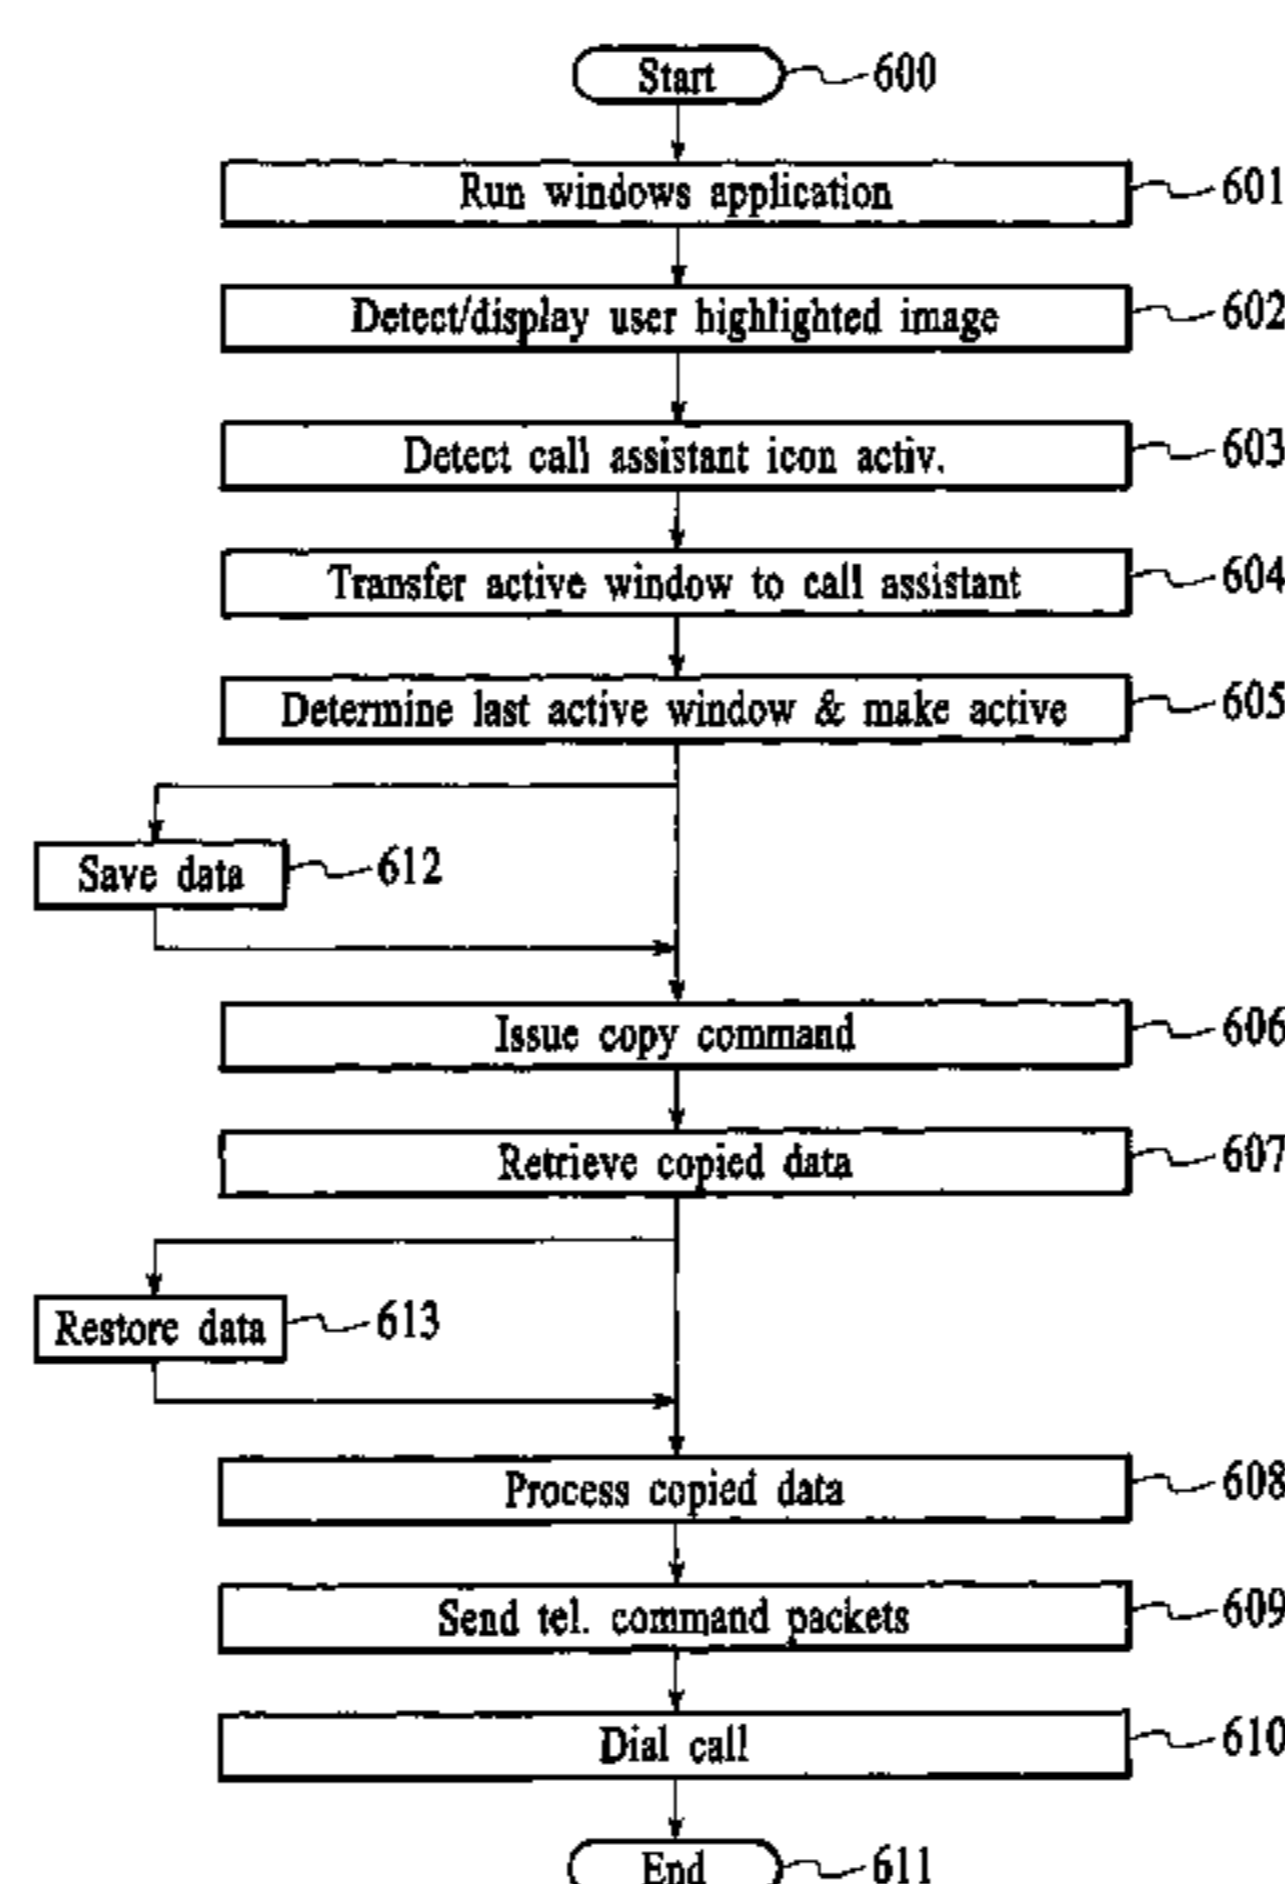 Start 600
Run windows application 601
Detect/display user highlighted image 602
Detect call assistant icon activ. 603
Transfer active window to call assistant 604
Determine last active window & make active 605
Save data 612
Issue copy command 606
Retrieve copied data 607
Restore data 613
Process copied data 608
Send tel. command packets 609
Dial call 610
End 611